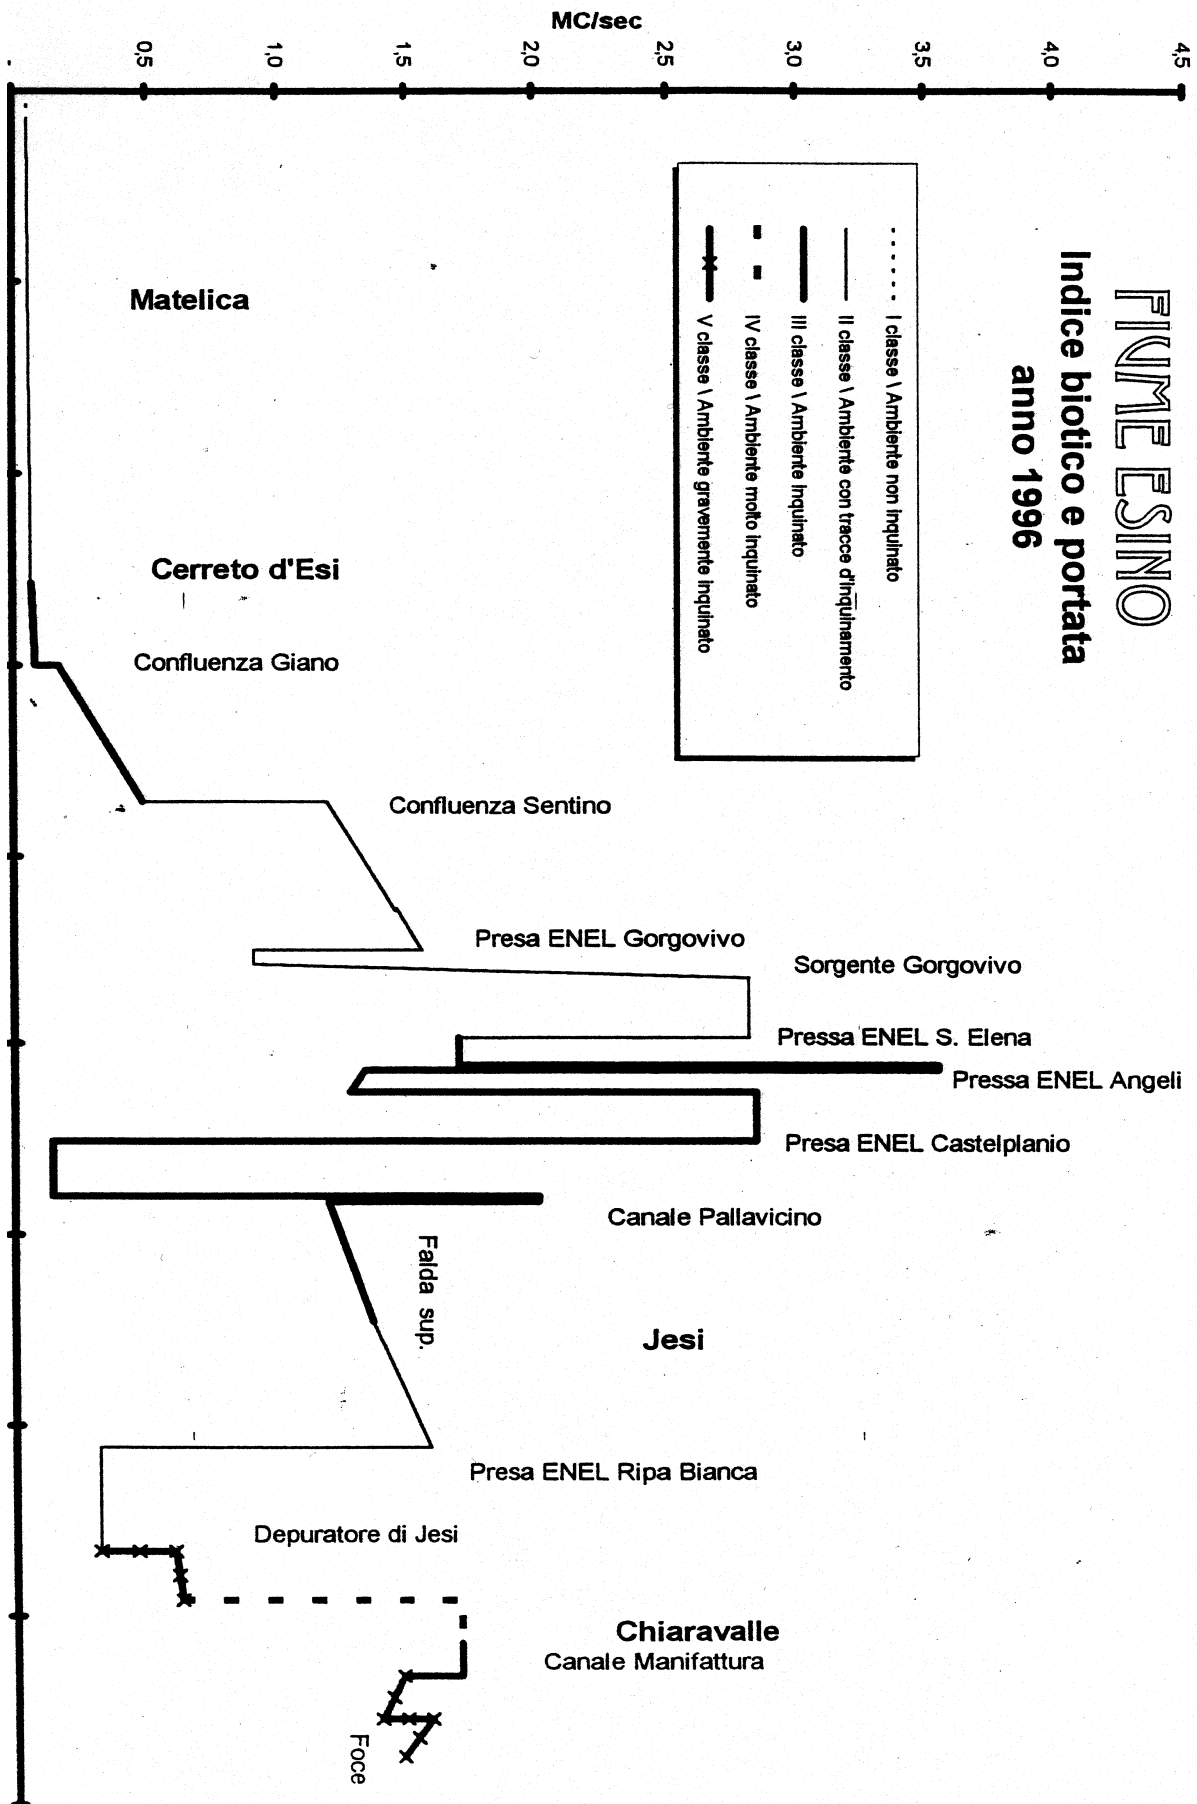 FIUME ESINO
Indice biotico e portata
anno 1996
MC/sec
0,5
1,0
1,5
2,0
2,5
3,0
3,5
4,0
4,5
I classe \ Ambiente non inquinato
II classe \ Ambiente con tracce d'inquinamento
III classe \ Ambiente inquinato
IV classe \ Ambiente molto inquinato
V classe \ Ambiente gravemente inquinato
Matelica
Cerreto d'Esi
Confluenza Giano
Confluenza Sentino
Presa ENEL Gorgovivo
Sorgente Gorgovivo
Pressa ENEL S. Elena
Pressa ENEL Angeli
Presa ENEL Castelplanio
Canale Pallavicino
Falda sup.
Jesi
Presa ENEL Ripa Bianca
Depuratore di Jesi
Chiaravalle
Canale Manifattura
Foce